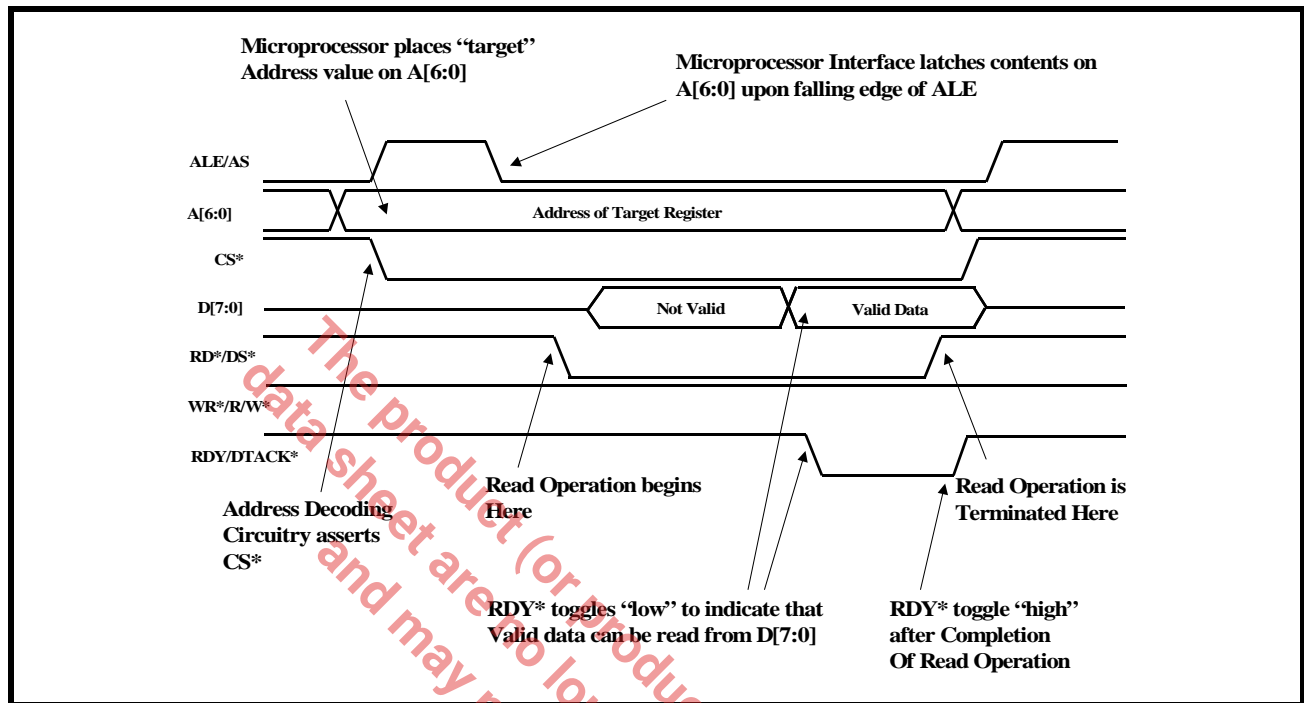 Microprocessor places “target”
Address value on A[6:0]
Microprocessor Interface latches contents on
A[6:0] upon falling edge of ALE
ALE/AS
A[6:0]
Address of Target Register
CS*
D[7:0]
Not Valid
Valid Data
RD*/DS*
WR*/R/W*
RDY/DTACK*
Read Operation begins
Here
Read Operation is
Terminated Here
Address Decoding
Circuitry asserts
CS*
RDY* toggles “low” to indicate that
Valid data can be read from D[7:0]
RDY* toggle “high”
after Completion
Of Read Operation
The product (or produc
data sheet are no lo
and may